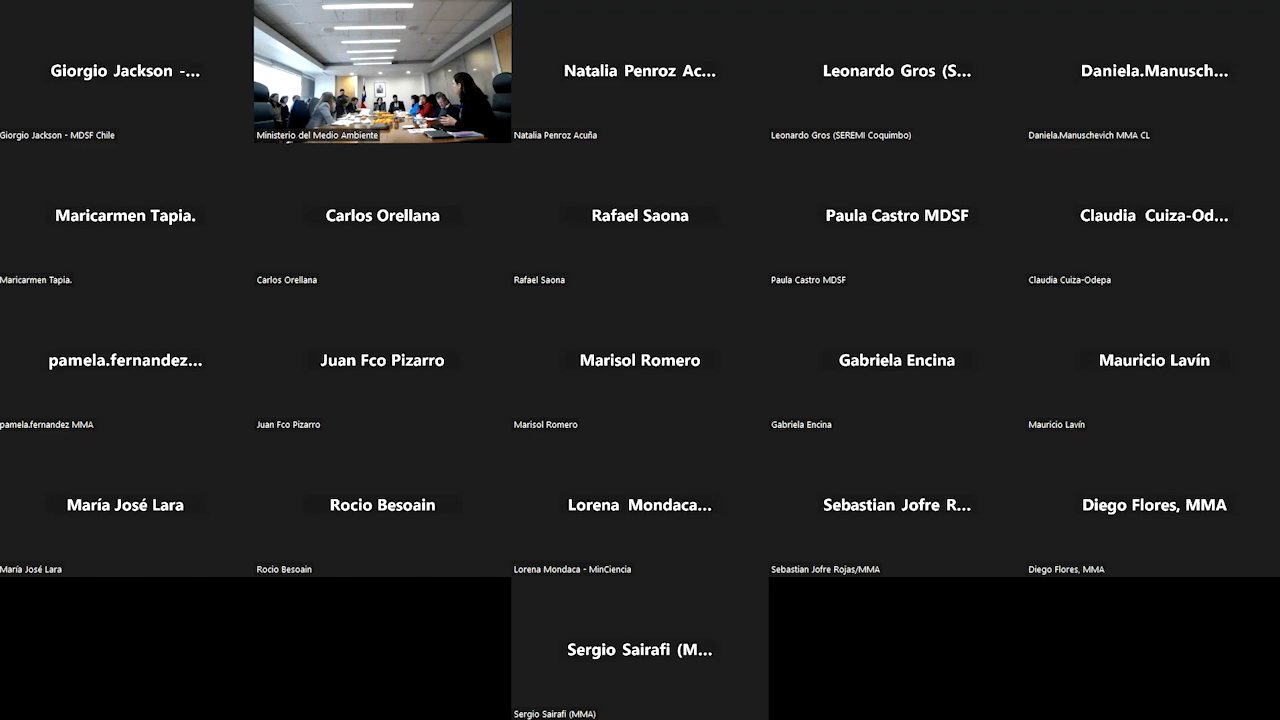 Giorgio Jackson -...
Giorgio Jackson - MDSF Chile
Ministerio del Medio Ambiente
Natalia Penroz Ac...
Natalia Penroz Acuña
Leonardo Gros (S...
Leonardo Gros (SEREMI Coquimbo)
Daniela.Manusch...
Daniela.Manuschevich MMA CL
Maricarmen Tapia.
Maricarmen Tapia.
Carlos Orellana
Carlos Orellana
Rafael Saona
Rafael Saona
Paula Castro MDSF
Paula Castro MDSF
Claudia Cuiza-Od...
Claudia Cuiza-Odepa
pamela.fernandez...
pamela.fernandez MMA
Juan Fco Pizarro
Juan Fco Pizarro
Marisol Romero
Marisol Romero
Gabriela Encina
Gabriela Encina
Mauricio Lavín
Mauricio Lavín
María José Lara
María José Lara
Rocio Besoain
Rocio Besoain
Lorena Mondaca...
Lorena Mondaca - MinCiencia
Sebastian Jofre R...
Sebastian Jofre Rojas/MMA
Diego Flores, MMA
Diego Flores, MMA
Sergio Sairafi (M...
Sergio Sairafi (MMA)